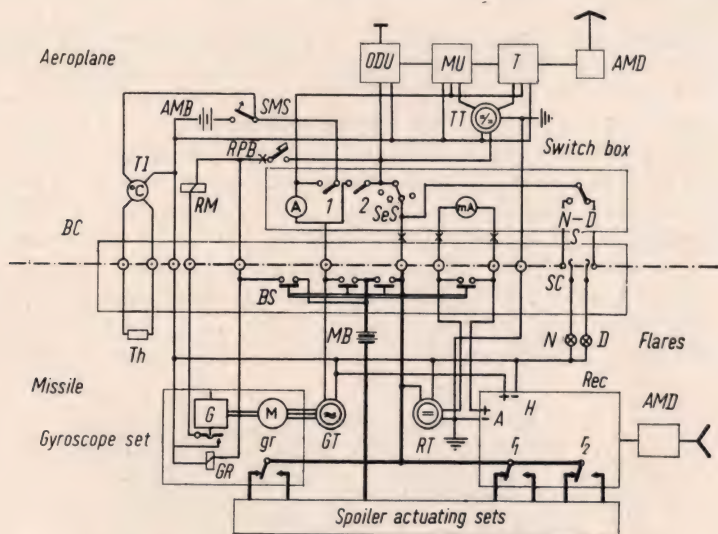 Aeroplane
ODU MU T AMD
AMB SMS TT
TI RPB Switch box
°C RM A 1 2 SeS mA N-D
BC S
BS SC
Th MB N D Flares
Missile Rec
G M A H AMD
Gyroscope set gr GT RT r1 r2
GR
Spoiler actuating sets